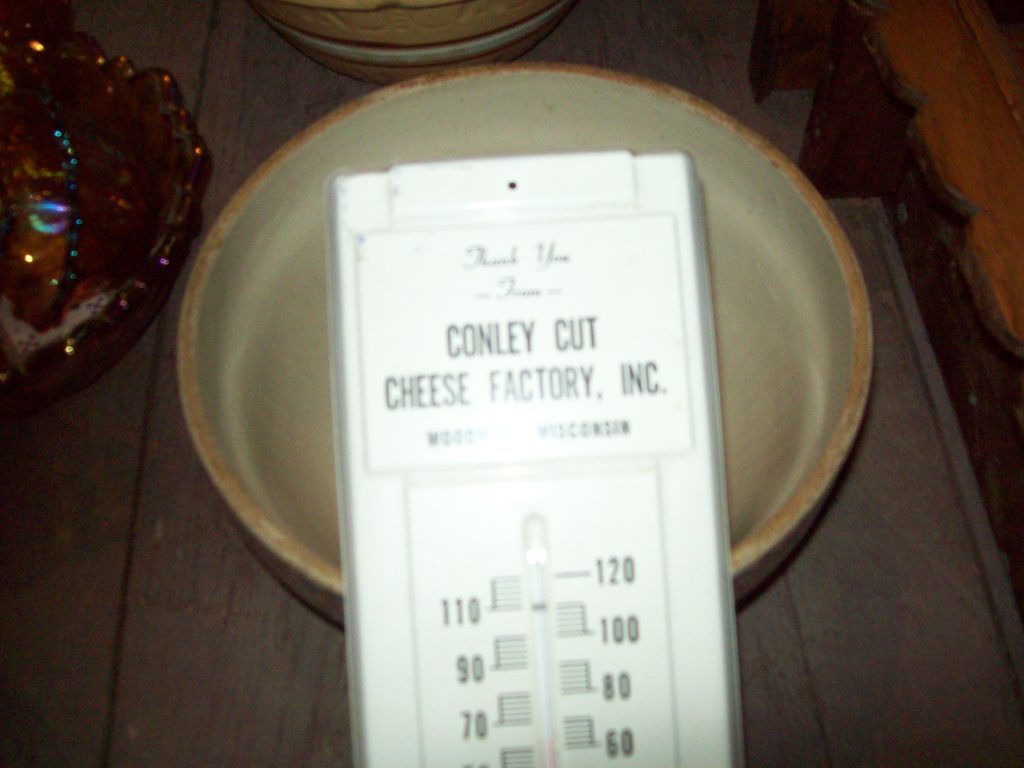 Thank You
— From —
CONLEY CUT
CHEESE FACTORY, INC.
WISCONSIN
120
110
100
90
80
70
60